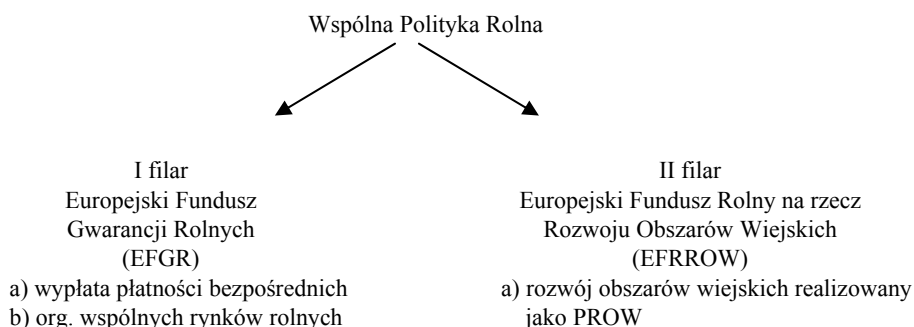 Wspólna Polityka Rolna
I filar
Europejski Fundusz
Gwarancji Rolnych
(EFGR)
a) wypłata płatności bezpośrednich
b) org. wspólnych rynków rolnych
II filar
Europejski Fundusz Rolny na rzecz
Rozwoju Obszarów Wiejskich
(EFRROW)
a) rozwój obszarów wiejskich realizowany
jako PROW